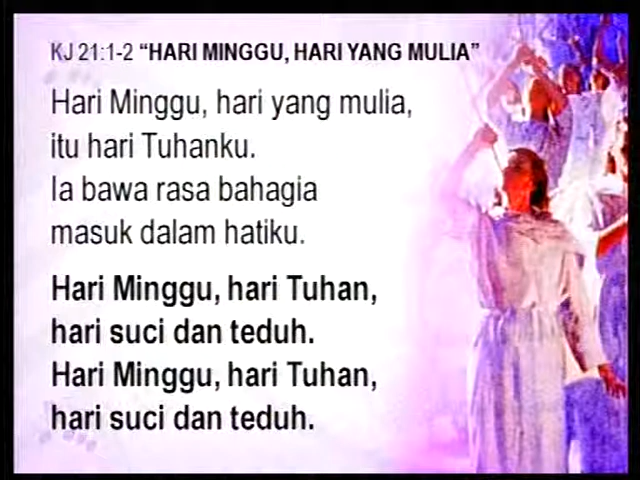 KJ 21:1-2 “HARI MINGGU, HARI YANG MULIA”
Hari Minggu, hari yang mulia,
itu hari Tuhanku.
Ia bawa rasa bahagia
masuk dalam hatiku.
Hari Minggu, hari Tuhan,
hari suci dan teduh.
Hari Minggu, hari Tuhan,
hari suci dan teduh.